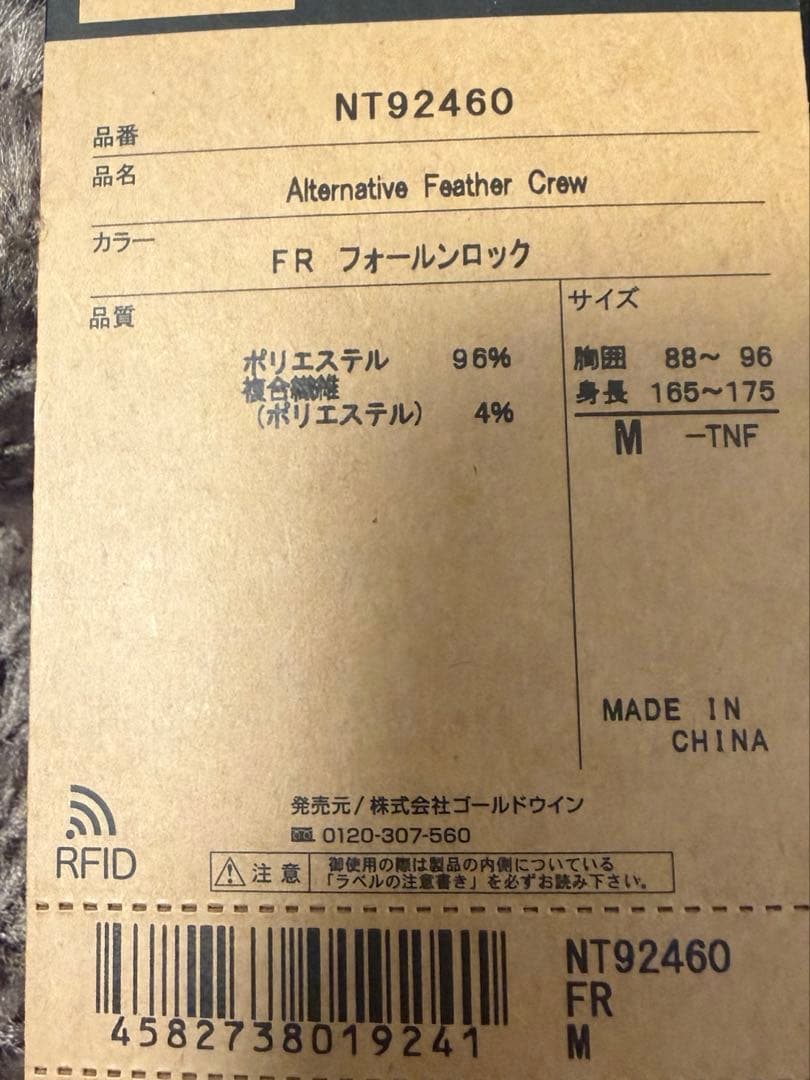 NT92460
品番
品名
Alternative Feather Crew
カラー
FR フォールンロック
品質
ポリエステル 96%
複合繊維
(ポリエステル) 4%
サイズ
胸囲 88〜 96
身長 165〜175
M -TNF
MADE IN
CHINA
RFID
発売元/株式会社ゴールドウイン
0120-307-560
注意
御使用の際は製品の内側についている
「ラベルの注意書き」を必ずお読み下さい。
4582738019241
NT92460
FR
M